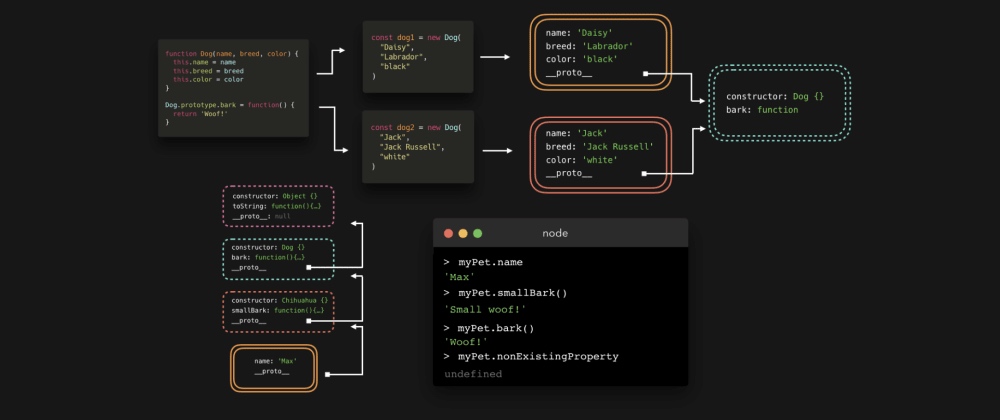 function Dog(name, breed, color) {
this.name = name
this.breed = breed
this.color = color
}
Dog.prototype.bark = function() {
return 'Woof!'
}
const dog1 = new Dog(
"Daisy",
"Labrador",
"black"
)
name: 'Daisy'
breed: 'Labrador'
color: 'black'
__proto__
const dog2 = new Dog(
"Jack",
"Jack Russell",
"white"
)
name: 'Jack'
breed: 'Jack Russell'
color: 'white'
__proto__
constructor: Dog {}
bark: function
constructor: Object {}
toString: function(){…}
__proto__: null
constructor: Dog {}
bark: function(){…}
__proto__
constructor: Chihuahua {}
smallBark: function(){…}
__proto__
name: 'Max'
__proto__
node
> myPet.name
'Max'
> myPet.smallBark()
'Small woof!'
> myPet.bark()
'Woof!'
> myPet.nonExistingProperty
undefined